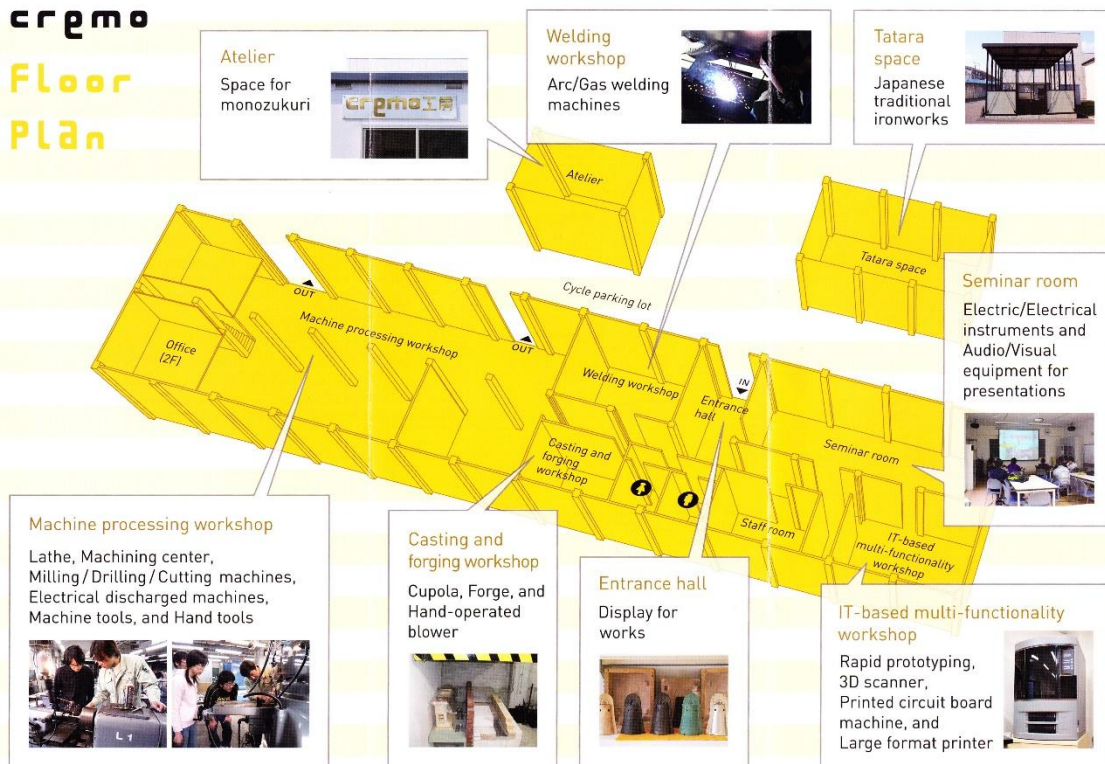 cremo
Floor
Plan
Atelier
Space for
monozukuri
cremo工房
Welding
workshop
Arc/Gas welding
machines
Tatara
space
Japanese
traditional
ironworks
Atelier
Tatara space
Cycle parking lot
OUT
Machine processing workshop
OUT
Office
(2F)
Welding workshop
IN
Entrance
hall
Seminar room
Casting and
forging
workshop
Staff room
IT-based
multi-functionality
workshop
Seminar room
Electric/Electrical
instruments and
Audio/Visual
equipment for
presentations
Machine processing workshop
Lathe, Machining center,
Milling/Drilling/Cutting machines,
Electrical discharged machines,
Machine tools, and Hand tools
L1
Casting and
forging workshop
Cupola, Forge, and
Hand-operated
blower
Entrance hall
Display for
works
IT-based multi-functionality
workshop
Rapid prototyping,
3D scanner,
Printed circuit board
machine, and
Large format printer